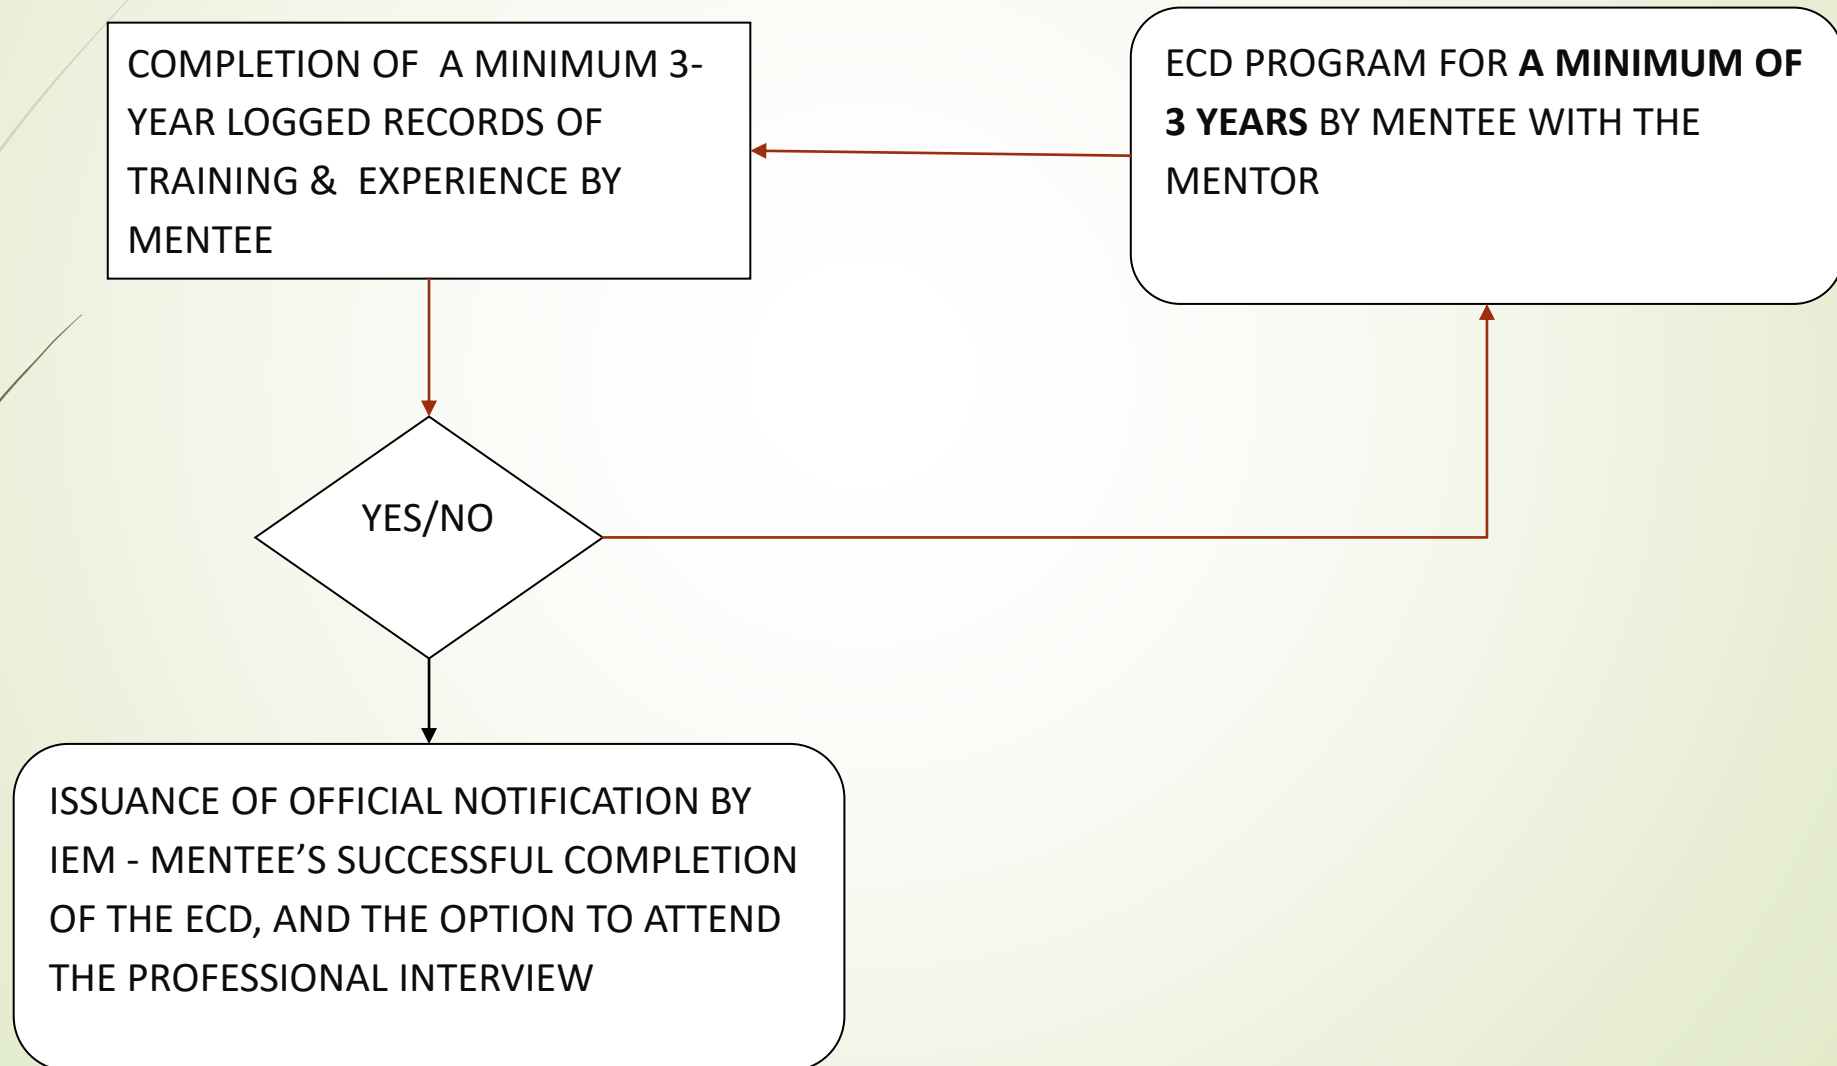 COMPLETION OF  A MINIMUM 3-
YEAR LOGGED RECORDS OF
TRAINING &  EXPERIENCE BY
MENTEE
ECD PROGRAM FOR A MINIMUM OF
3 YEARS BY MENTEE WITH THE
MENTOR
YES/NO
ISSUANCE OF OFFICIAL NOTIFICATION BY
IEM - MENTEE’S SUCCESSFUL COMPLETION
OF THE ECD, AND THE OPTION TO ATTEND
THE PROFESSIONAL INTERVIEW